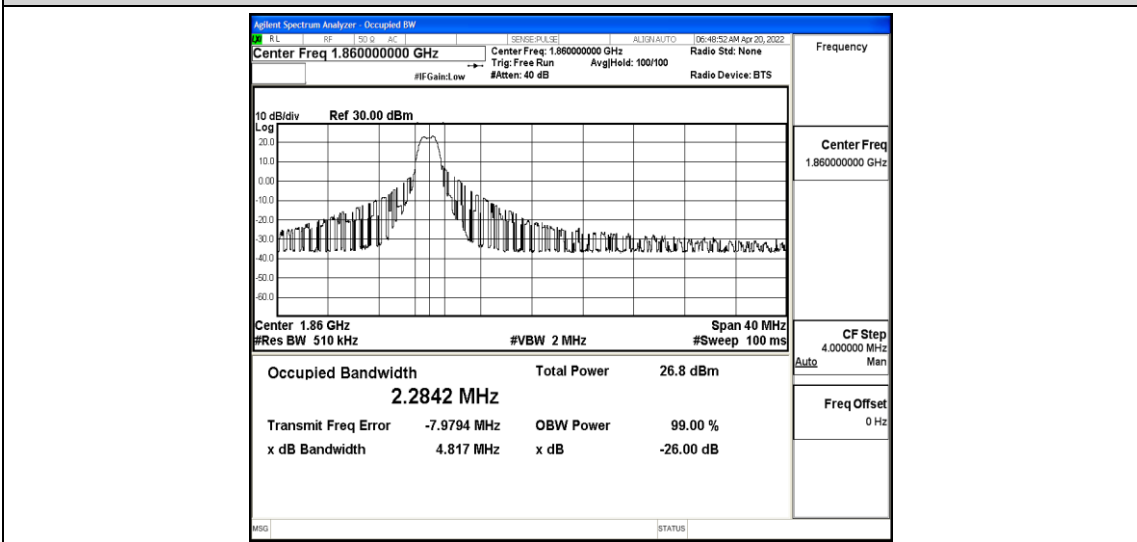 Agilent Spectrum Analyzer - Occupied BW
RL RF 50 Ω AC SENSE:PULSE ALIGN AUTO 06:48:52 AM Apr 20, 2022
Center Freq 1.860000000 GHz
Center Freq: 1.860000000 GHz Radio Std: None
Trig: Free Run Avg|Hold: 100/100
#IFGain:Low #Atten: 40 dB Radio Device: BTS
10 dB/div Ref 30.00 dBm
Log
20.0
10.0
0.00
-10.0
-20.0
-30.0
-40.0
-50.0
-60.0
Center 1.86 GHz Span 40 MHz
#Res BW 510 kHz #VBW 2 MHz #Sweep 100 ms
Occupied Bandwidth Total Power 26.8 dBm
2.2842 MHz
Transmit Freq Error -7.9794 MHz OBW Power 99.00 %
x dB Bandwidth 4.817 MHz x dB -26.00 dB
MSG STATUS
Frequency
Center Freq
1.860000000 GHz
CF Step
4.000000 MHz
Auto Man
Freq Offset
0 Hz